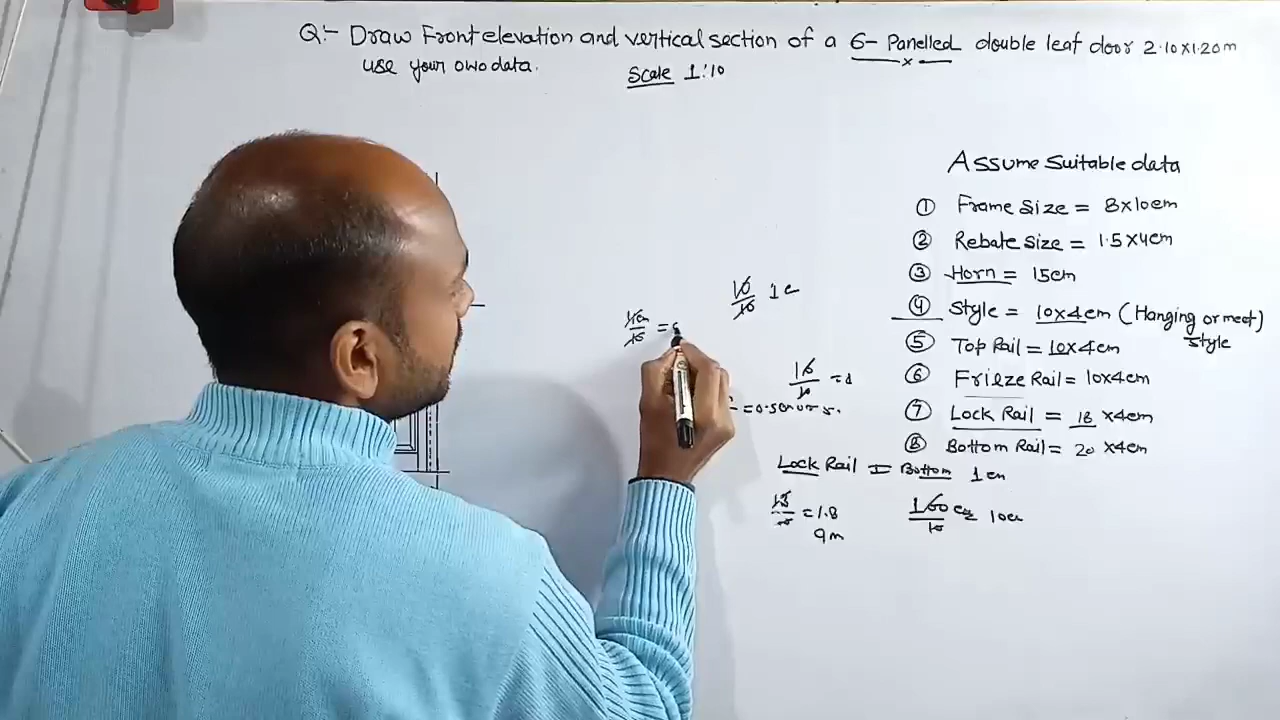 Q:- Draw Front elevation and vertical section of a 6- Panelled double leaf door 2.10x1.20m
use your own data. Scale 1:10
Assume suitable data
① Frame size = 8x10cm
② Rebate size = 1.5x4cm
③ Horn = 15cm
④ Style = 10x4cm (Hanging or meet)
style
⑤ Top Rail = 10x4cm
⑥ Frieze Rail = 10x4cm
⑦ Lock Rail = 18 x4cm
⑧ Bottom Rail = 20 x4cm
Lock Rail = Bottom 1cm
18/10 = 1.8
9m